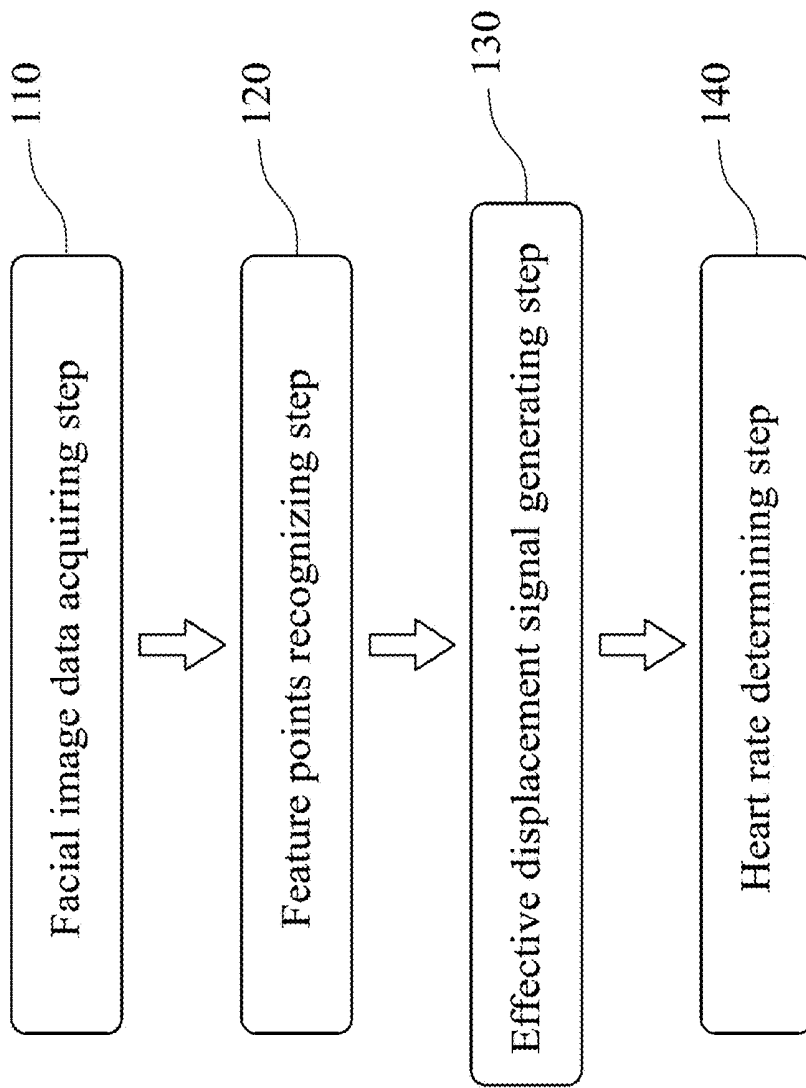 Facial image data acquiring step
110
Feature points recognizing step
120
Effective displacement signal generating step
130
Heart rate determining step
140